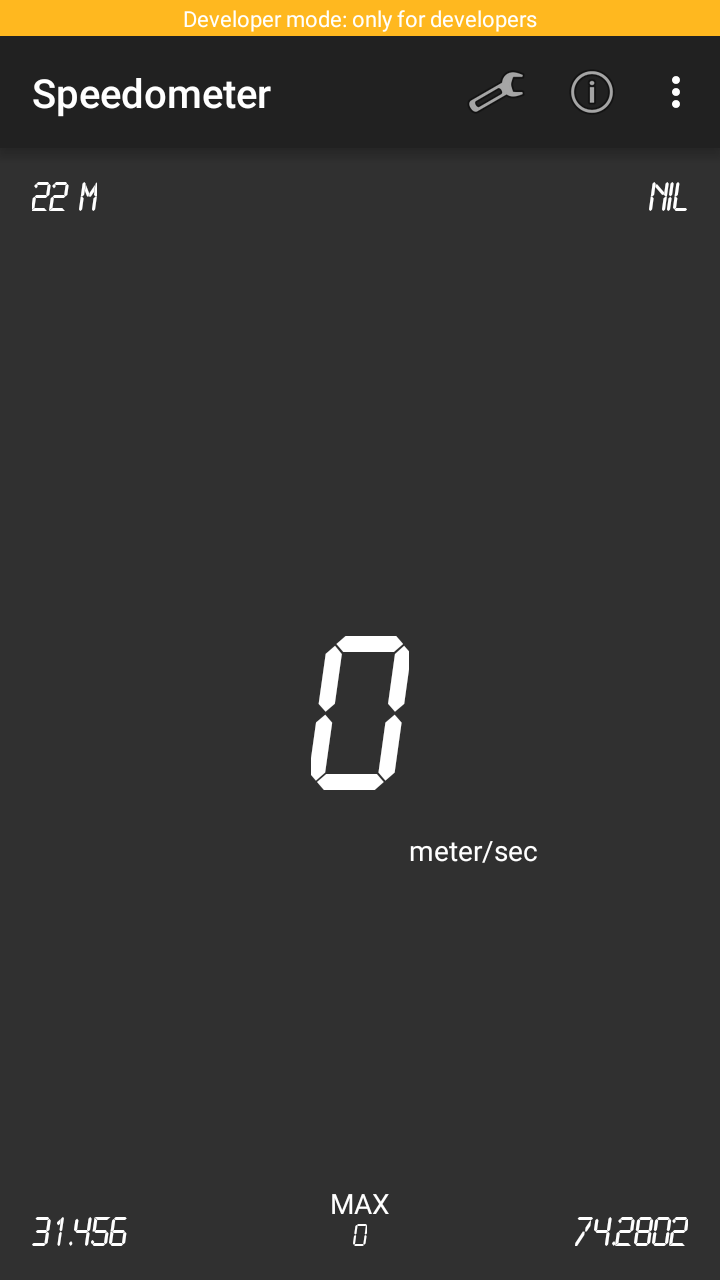 Developer mode: only for developers
Speedometer
22 M
NIL
0
meter/sec
MAX
0
31.456
74.2802